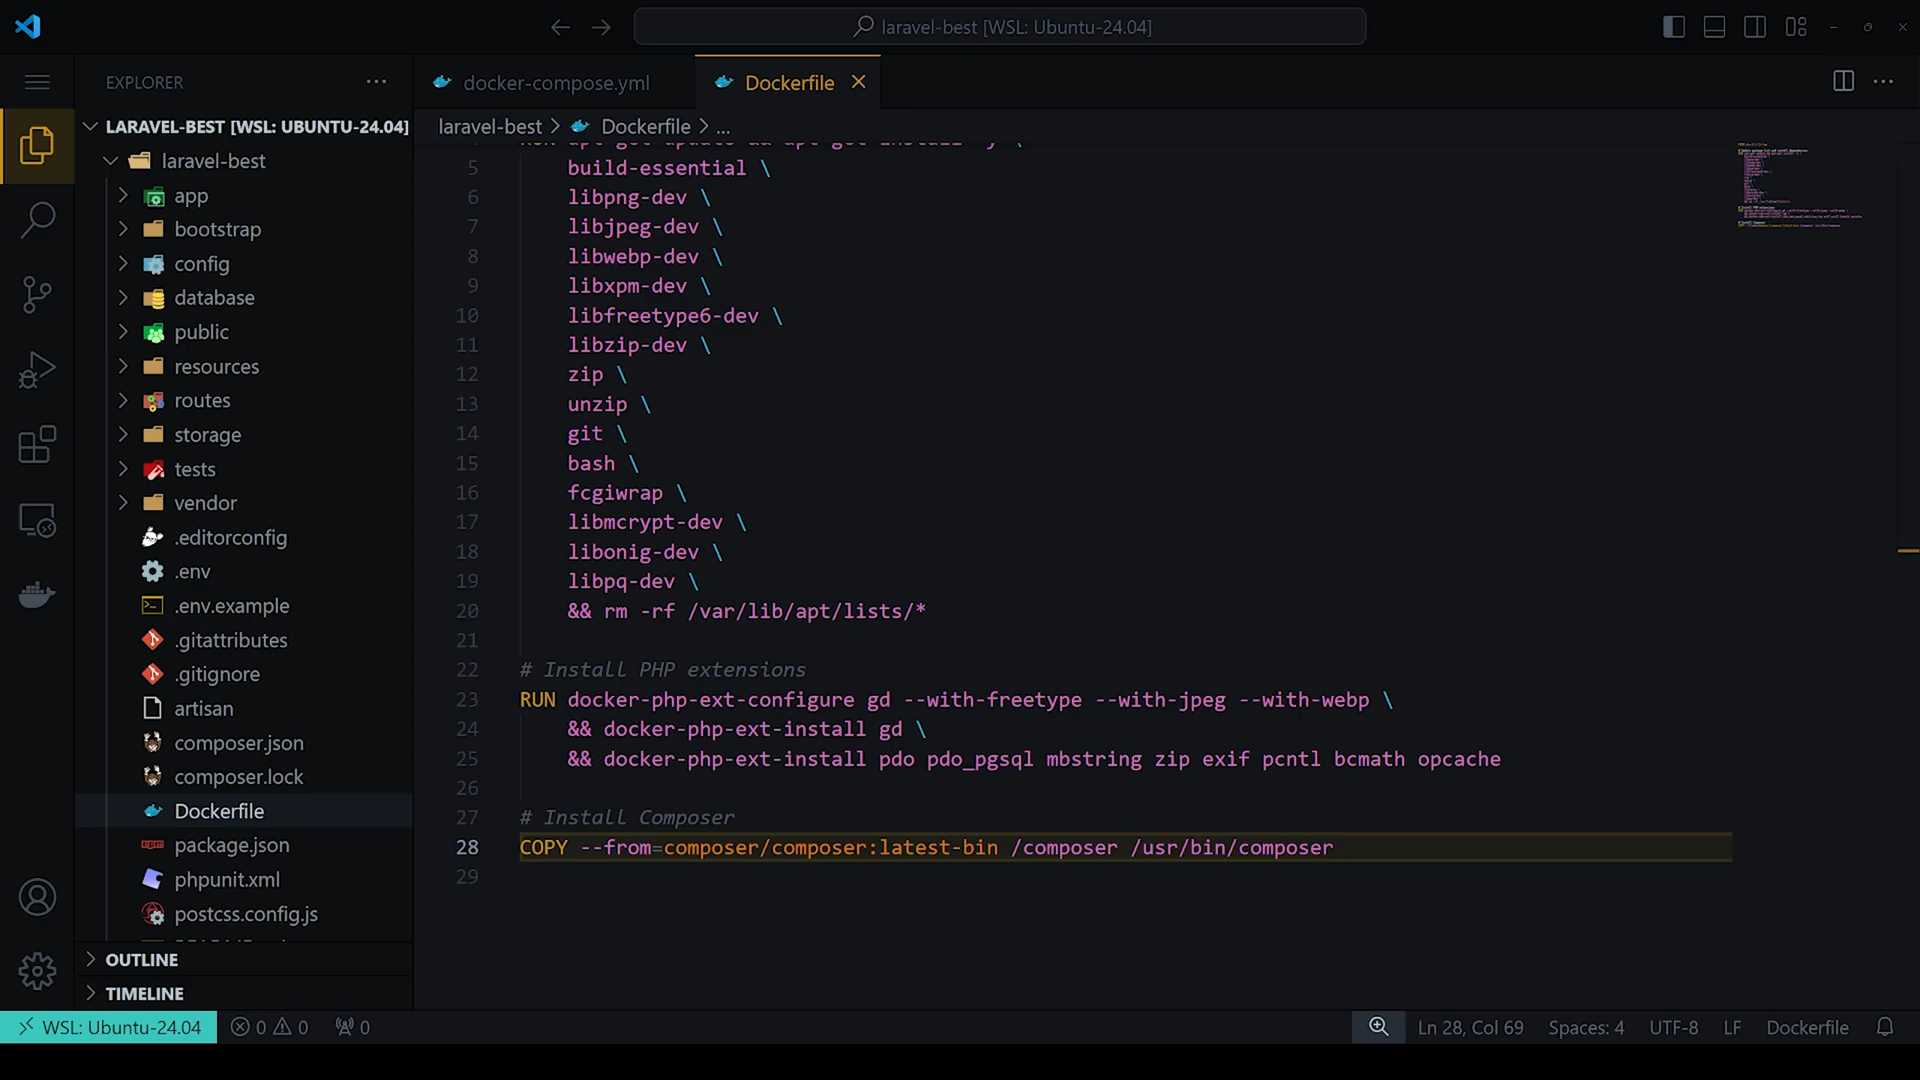 laravel-best [WSL: Ubuntu-24.04]
EXPLORER
docker-compose.yml
Dockerfile
LARAVEL-BEST [WSL: UBUNTU-24.04]
laravel-best
app
bootstrap
config
database
public
resources
routes
storage
tests
vendor
.editorconfig
.env
.env.example
.gitattributes
.gitignore
artisan
composer.json
composer.lock
Dockerfile
package.json
phpunit.xml
postcss.config.js
OUTLINE
TIMELINE
laravel-best > Dockerfile > ...
5 build-essential \
6 libpng-dev \
7 libjpeg-dev \
8 libwebp-dev \
9 libxpm-dev \
10 libfreetype6-dev \
11 libzip-dev \
12 zip \
13 unzip \
14 git \
15 bash \
16 fcgiwrap \
17 libmcrypt-dev \
18 libonig-dev \
19 libpq-dev \
20 && rm -rf /var/lib/apt/lists/*
21
22 # Install PHP extensions
23 RUN docker-php-ext-configure gd --with-freetype --with-jpeg --with-webp \
24 && docker-php-ext-install gd \
25 && docker-php-ext-install pdo pdo_pgsql mbstring zip exif pcntl bcmath opcache
26
27 # Install Composer
28 COPY --from=composer/composer:latest-bin /composer /usr/bin/composer
29
WSL: Ubuntu-24.04 0 0 0 Ln 28, Col 69 Spaces: 4 UTF-8 LF Dockerfile